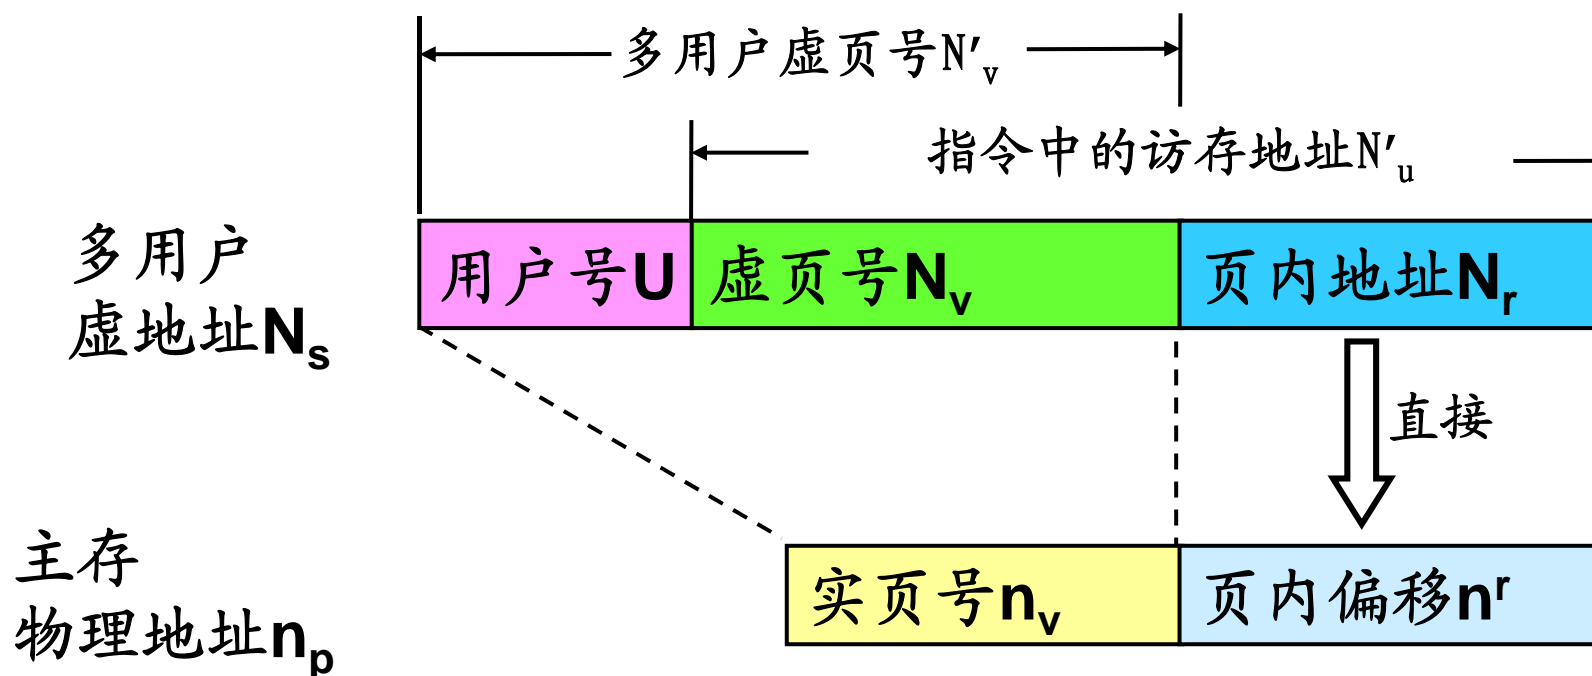 多用户虚页号N′v
指令中的访存地址N′u
多用户
虚地址Ns
用户号U
虚页号Nv
页内地址Nr
直接
主存
物理地址np
实页号nv
页内偏移nr